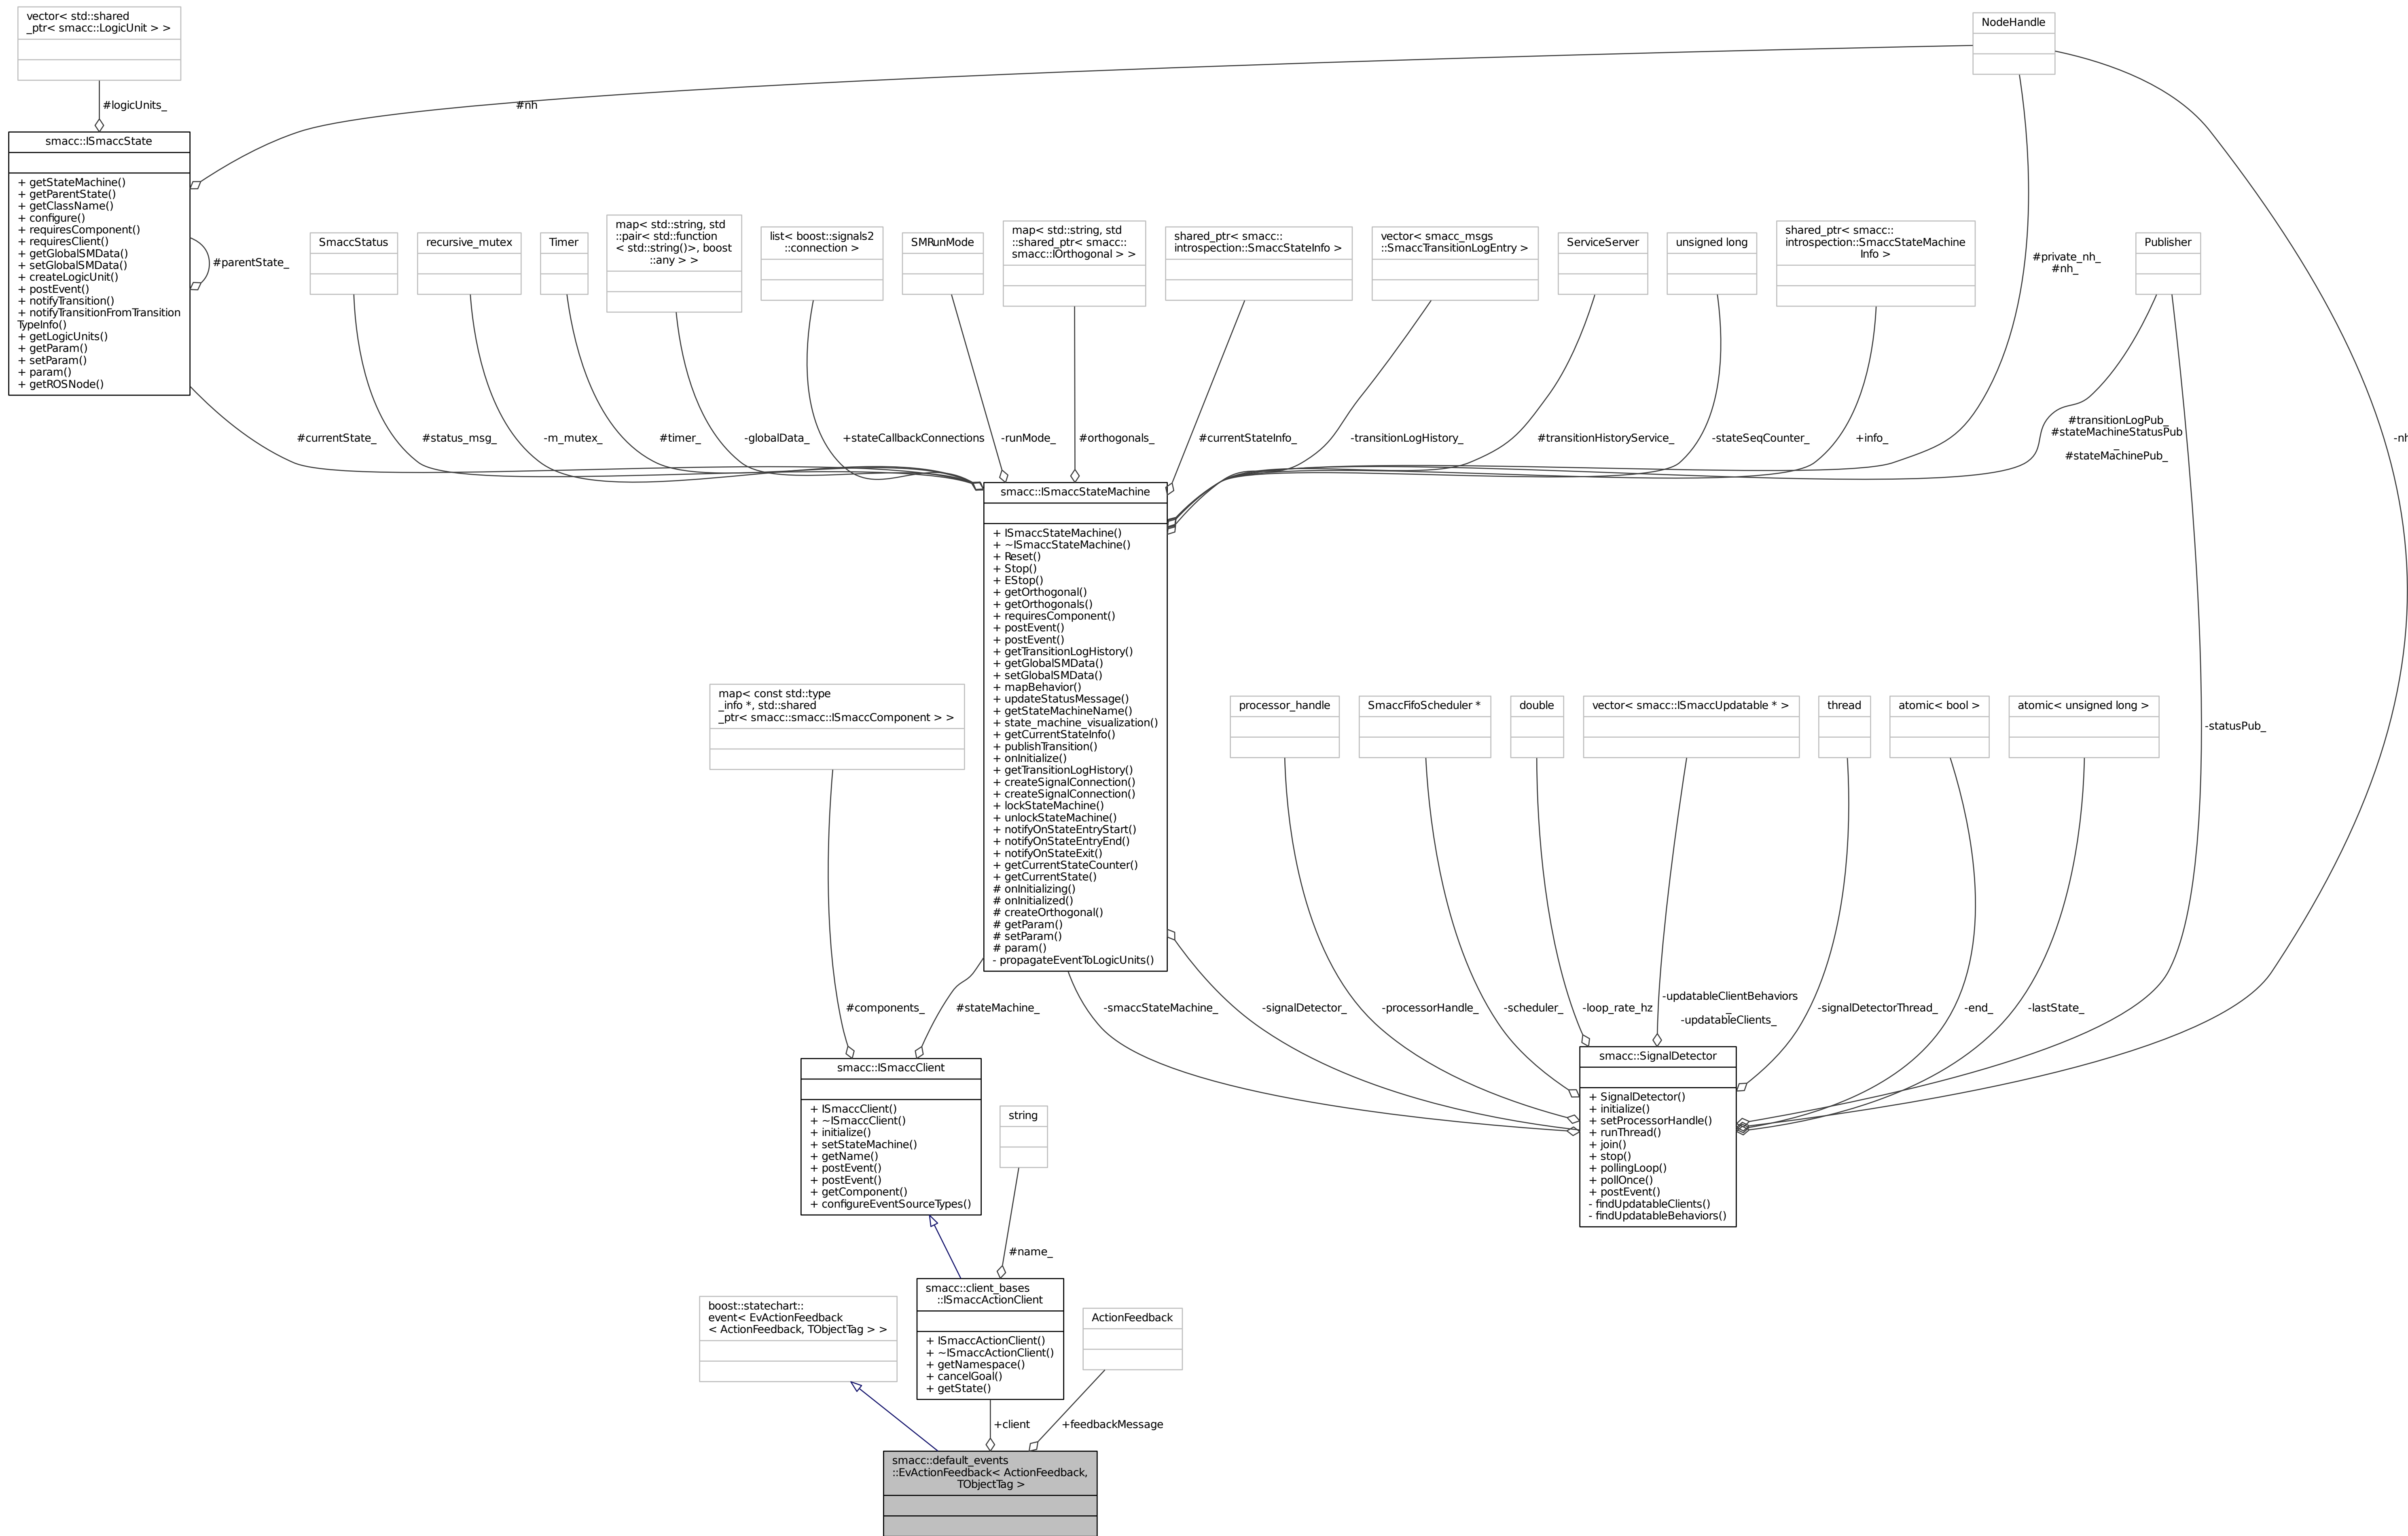 vector< std::shared
_ptr< smacc::LogicUnit > >
NodeHandle
#logicUnits_
#nh
smacc::ISmaccState
+ getStateMachine()
+ getParentState()
+ getClassName()
+ configure()
+ requiresComponent()
+ requiresClient()
+ getGlobalSMData()
+ setGlobalSMData()
+ createLogicUnit()
+ postEvent()
+ notifyTransition()
+ notifyTransitionFromTransition
TypeInfo()
+ getLogicUnits()
+ getParam()
+ setParam()
+ param()
+ getROSNode()
#parentState_
SmaccStatus
recursive_mutex
Timer
map< std::string, std
::pair< std::function
< std::string()>, boost
::any > >
list< boost::signals2
::connection >
SMRunMode
map< std::string, std
::shared_ptr< smacc::
smacc::IOrthogonal > >
shared_ptr< smacc::
introspection::SmaccStateInfo >
vector< smacc_msgs
::SmaccTransitionLogEntry >
ServiceServer
unsigned long
shared_ptr< smacc::
introspection::SmaccStateMachine
Info >
#private_nh_
#nh_
Publisher
#currentState_
#status_msg_
-m_mutex_
#timer_
-globalData_
+stateCallbackConnections
-runMode_
#orthogonals_
#currentStateInfo_
-transitionLogHistory_
#transitionHistoryService_
-stateSeqCounter_
+info_
#transitionLogPub_
#stateMachineStatusPub
_
#stateMachinePub_
smacc::ISmaccStateMachine
+ ISmaccStateMachine()
+ ~ISmaccStateMachine()
+ Reset()
+ Stop()
+ EStop()
+ getOrthogonal()
+ getOrthogonals()
+ requiresComponent()
+ postEvent()
+ postEvent()
+ getTransitionLogHistory()
+ getGlobalSMData()
+ setGlobalSMData()
+ mapBehavior()
+ updateStatusMessage()
+ getStateMachineName()
+ state_machine_visualization()
+ getCurrentStateInfo()
+ publishTransition()
+ onInitialize()
+ getTransitionLogHistory()
+ createSignalConnection()
+ createSignalConnection()
+ lockStateMachine()
+ unlockStateMachine()
+ notifyOnStateEntryStart()
+ notifyOnStateEntryEnd()
+ notifyOnStateExit()
+ getCurrentStateCounter()
+ getCurrentState()
# onInitializing()
# onInitialized()
# createOrthogonal()
# getParam()
# setParam()
# param()
- propagateEventToLogicUnits()
map< const std::type
_info *, std::shared
_ptr< smacc::smacc::ISmaccComponent > >
processor_handle
SmaccFifoScheduler *
double
vector< smacc::ISmaccUpdatable * >
thread
atomic< bool >
atomic< unsigned long >
-statusPub_
#components_
#stateMachine_
-smaccStateMachine_
-signalDetector_
-processorHandle_
-scheduler_
-loop_rate_hz
-updatableClientBehaviors
_
-updatableClients_
-signalDetectorThread_
-end_
-lastState_
smacc::ISmaccClient
+ ISmaccClient()
+ ~ISmaccClient()
+ initialize()
+ setStateMachine()
+ getName()
+ postEvent()
+ postEvent()
+ getComponent()
+ configureEventSourceTypes()
string
smacc::SignalDetector
+ SignalDetector()
+ initialize()
+ setProcessorHandle()
+ runThread()
+ join()
+ stop()
+ pollingLoop()
+ pollOnce()
+ postEvent()
- findUpdatableClients()
- findUpdatableBehaviors()
#name_
boost::statechart::
event< EvActionFeedback
< ActionFeedback, TObjectTag > >
smacc::client_bases
::ISmaccActionClient
+ ISmaccActionClient()
+ ~ISmaccActionClient()
+ getNamespace()
+ cancelGoal()
+ getState()
ActionFeedback
+client
+feedbackMessage
smacc::default_events
::EvActionFeedback< ActionFeedback,
TObjectTag >